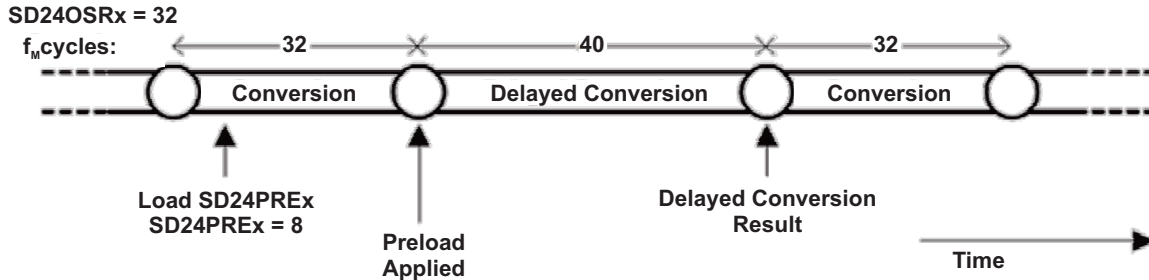 SD24OSRx = 32
fMcycles:
32
40
32
Conversion
Delayed Conversion
Conversion
Load SD24PREx
SD24PREx = 8
Preload
Applied
Delayed Conversion
Result
Time